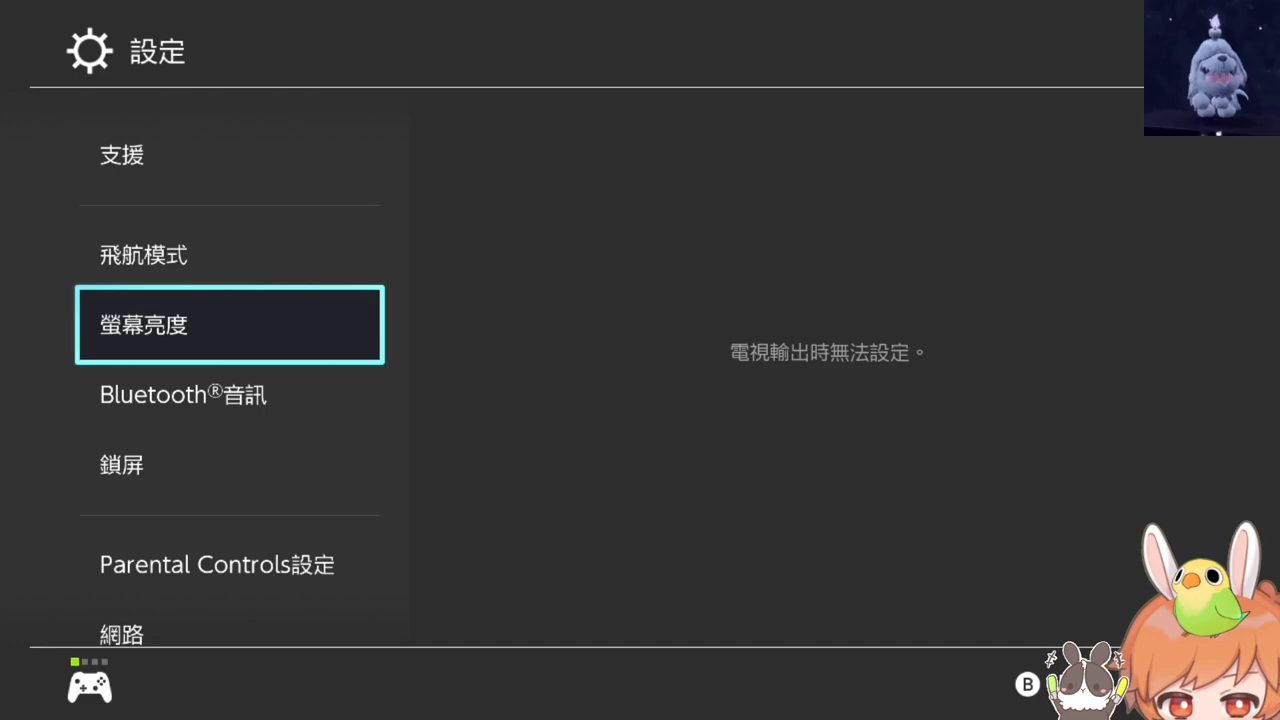 設定
支援
飛航模式
螢幕亮度
Bluetooth®音訊
鎖屏
Parental Controls設定
網路
電視輸出時無法設定。
B